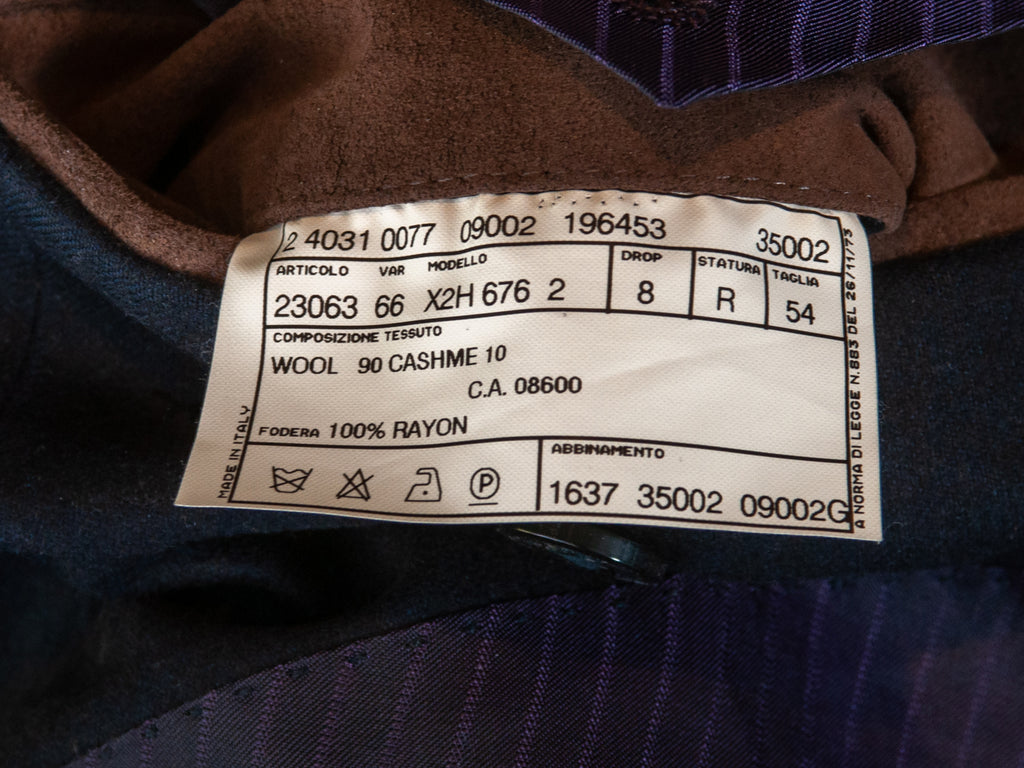 2 4031 0077 09002 196453 35002
ARTICOLO VAR MODELLO DROP STATURA TAGLIA
23063 66 X2H 676 2 8 R 54
COMPOSIZIONE TESSUTO
WOOL 90 CASHME 10
C.A. 08600
FODERA 100% RAYON
ABBINAMENTO
P
1637 35002 09002G
MADE IN ITALY
A NORMA DI LEGGE N.883 DEL 26/11/73